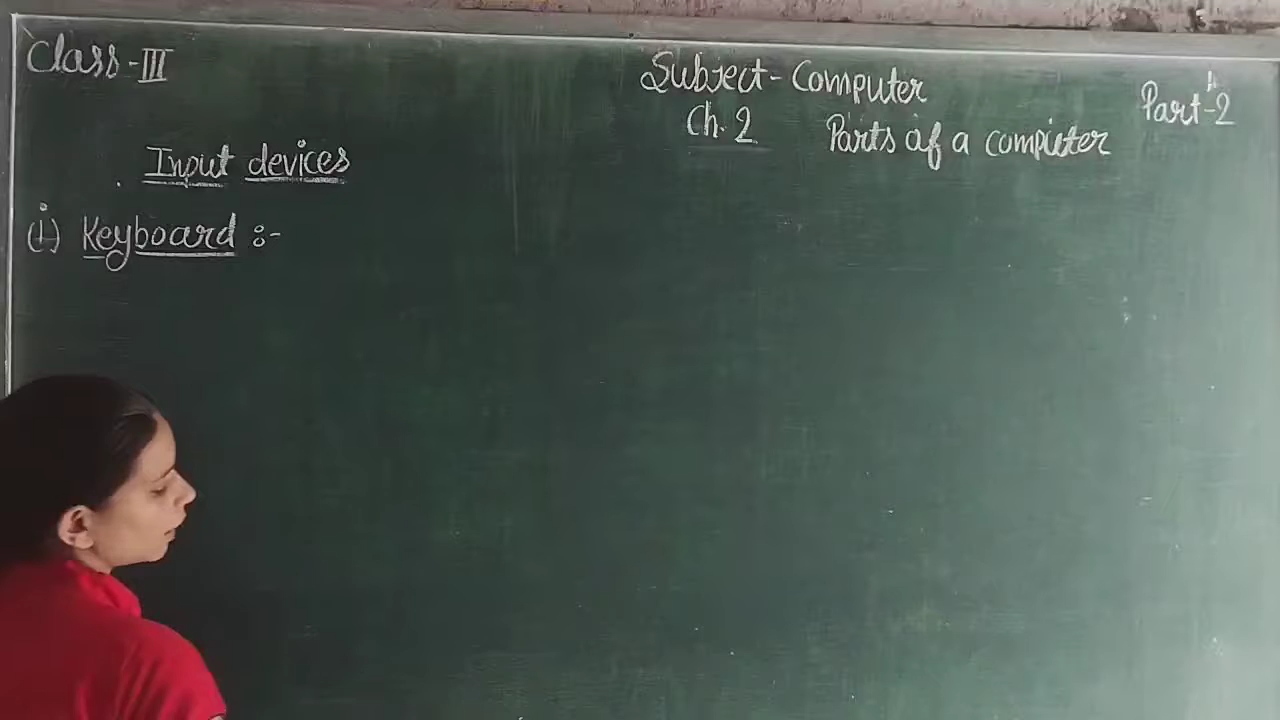 Class-III
Subject-Computer
Part-2
Ch. 2 Parts of a computer
Input devices
(i) Keyboard :-